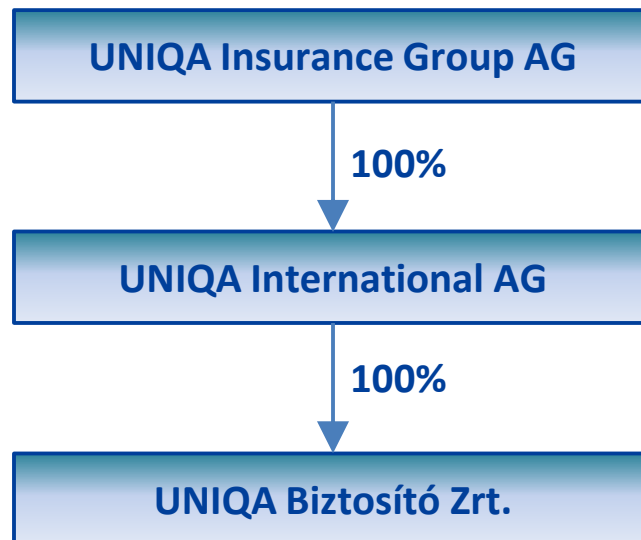 UNIQA Insurance Group AG
100%
UNIQA International AG
100%
UNIQA Biztosító Zrt.